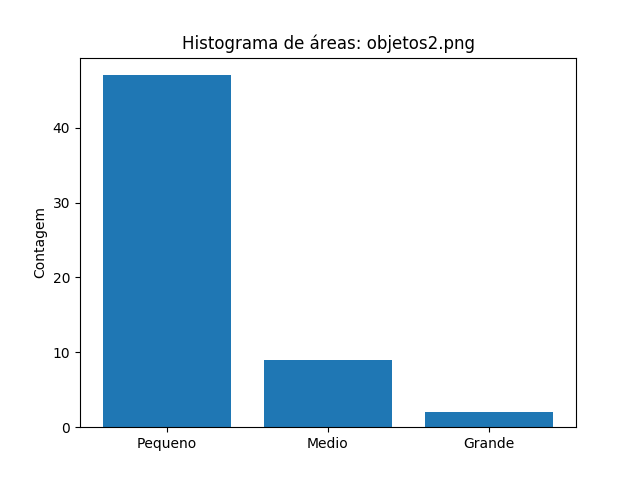 Histograma de áreas: objetos2.png
Contagem
40
30
20
10
0
Pequeno
Medio
Grande